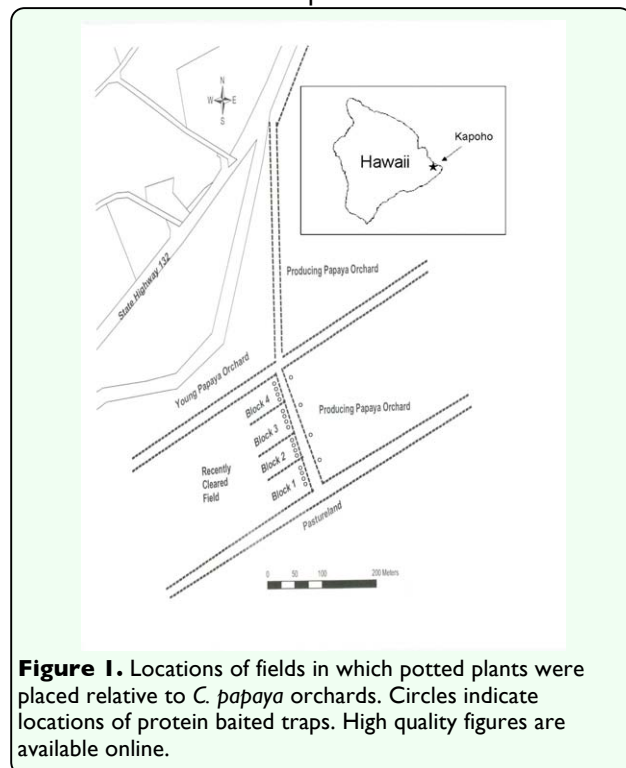 N
W E
S
Hawaii
Kapoho
State Highway 132
Producing Papaya Orchard
Young Papaya Orchard
Block 4
Producing Papaya Orchard
Block 3
Recently
Cleared
Field
Block 2
Block 1
Pastureland
0 50 100 200 Meters
Figure 1. Locations of fields in which potted plants were
placed relative to C. papaya orchards. Circles indicate
locations of protein baited traps. High quality figures are
available online.